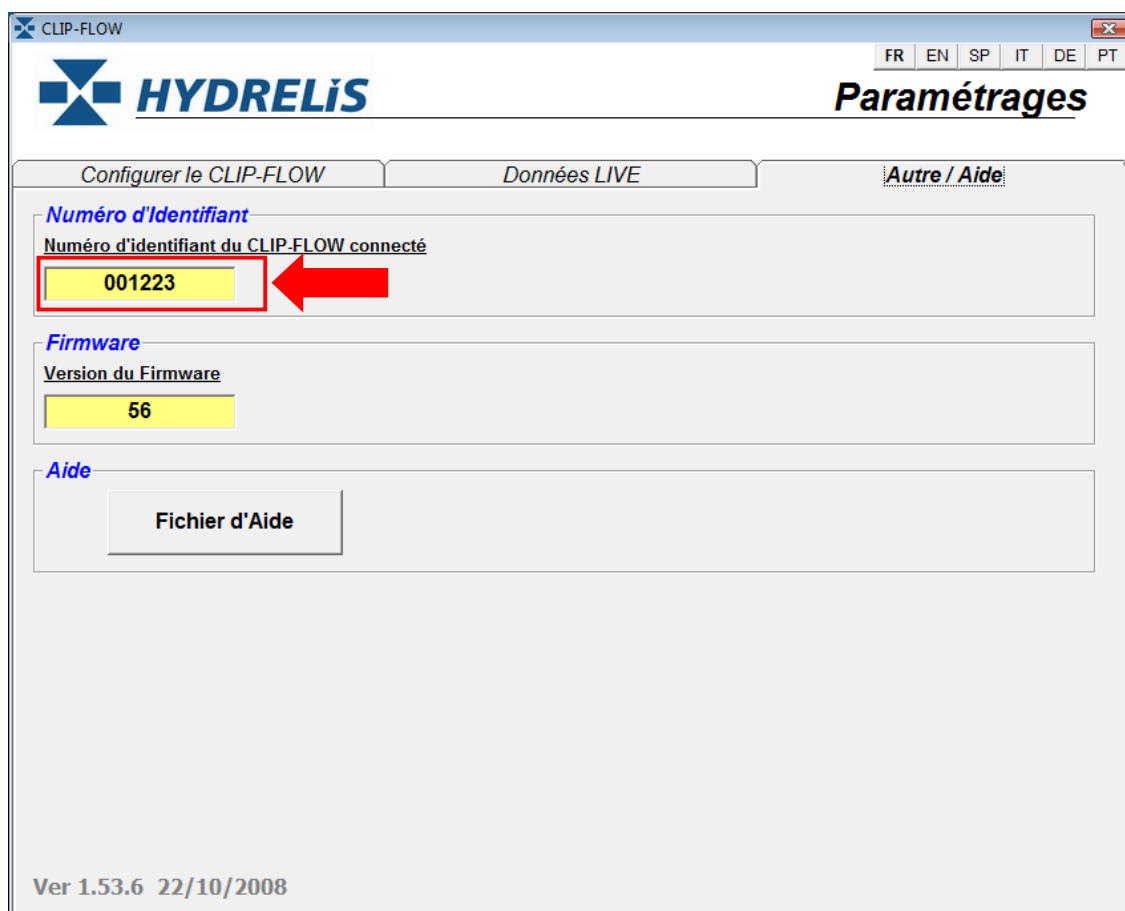 CLIP-FLOW
FR EN SP IT DE PT
HYDRELiS
Paramétrages
Configurer le CLIP-FLOW Données LIVE Autre / Aide
Numéro d'Identifiant
Numéro d'identifiant du CLIP-FLOW connecté
001223
Firmware
Version du Firmware
56
Aide
Fichier d'Aide
Ver 1.53.6 22/10/2008